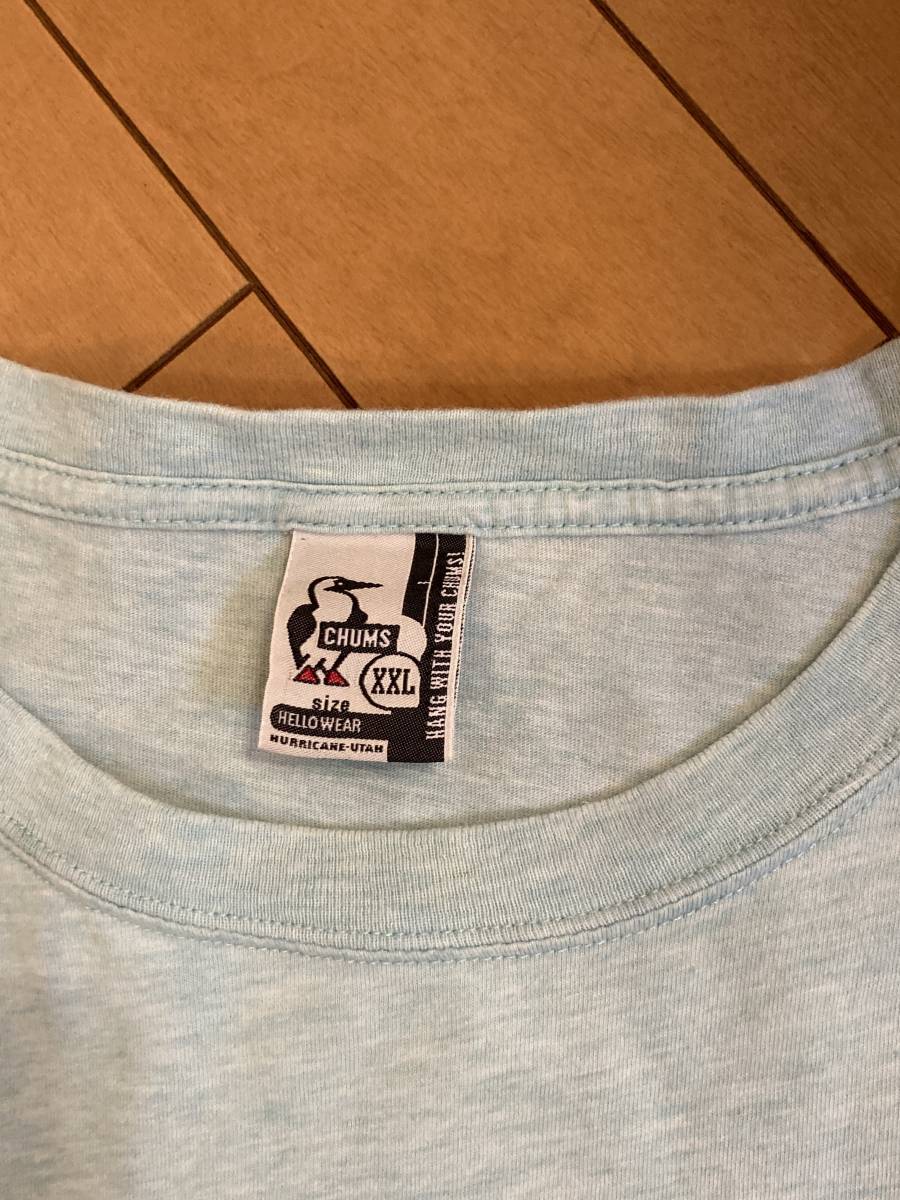 CHUMS
XXL
size
HELLO WEAR
HURRICANE-UTAH
HANG WITH YOUR CHUMS!